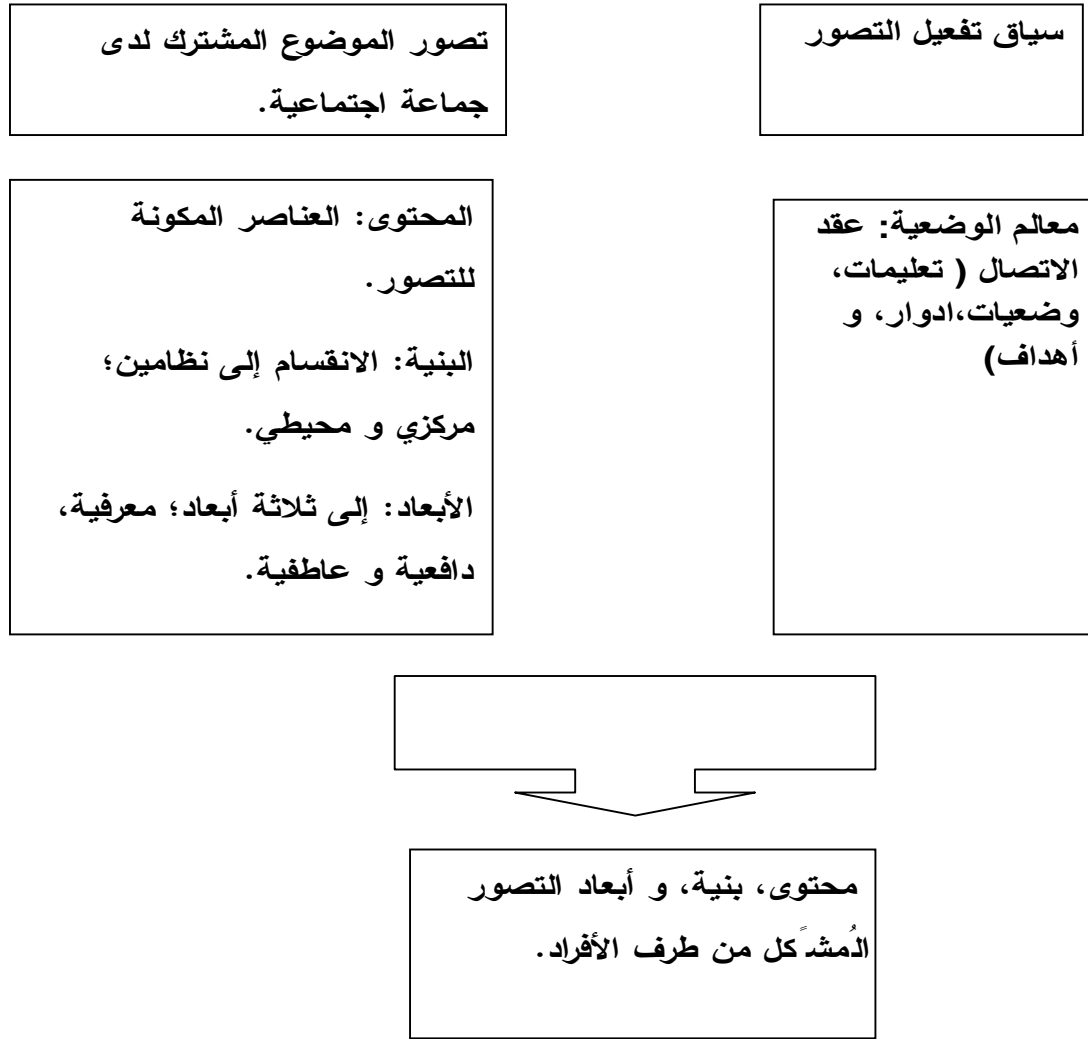 سياق تفعيل التصور
تصور الموضوع المشترك لدى
جماعة اجتماعية.
معالم الوضعية: عقد
الاتصال ( تعليمات،
وضعيات،ادوار، و
أهداف)
المحتوى: العناصر المكونة
للتصور.
البنية: الانقسام إلى نظامين؛
مركزي و محيطي.
الأبعاد: إلى ثلاثة أبعاد؛ معرفية،
دافعية و عاطفية.
محتوى، بنية، و أبعاد التصور
المُشًكل من طرف الأفراد.